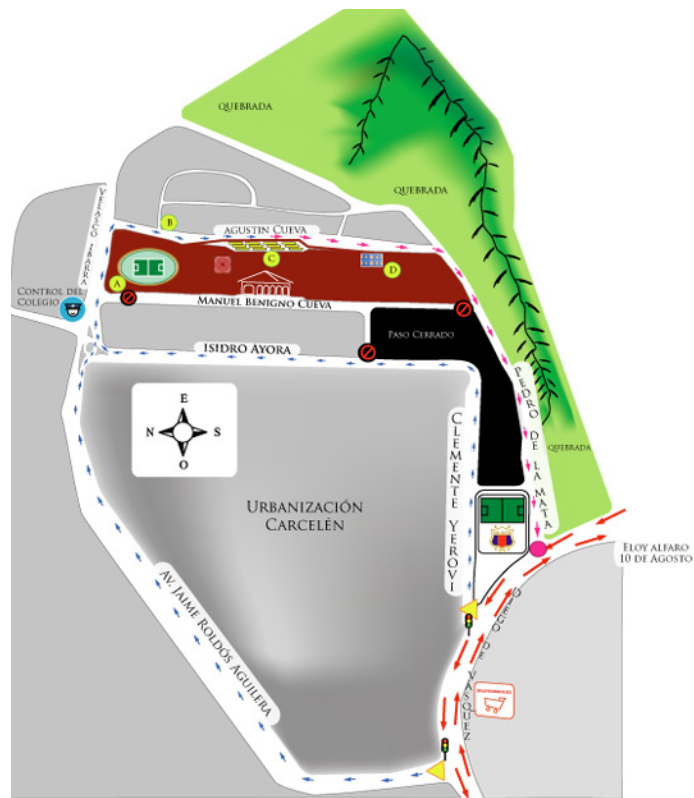 QUEBRADA
QUEBRADA
AGUSTIN CUEVA
B
C
D
A
VELASCO IBARRA
CONTROL DEL
COLEGIO
MANUEL BENIGNO CUEVA
PASO CERRADO
ISIDRO AYORA
E
N
S
O
PEDRO DE LA MATA
CLEMENTE YEROVI
QUEBRADA
URBANIZACIÓN
CARCELÉN
ELOY ALFARO
10 DE AGOSTO
AV. JAIME ROLDÓS AGUILERA
DIEGO DE VÁSQUEZ